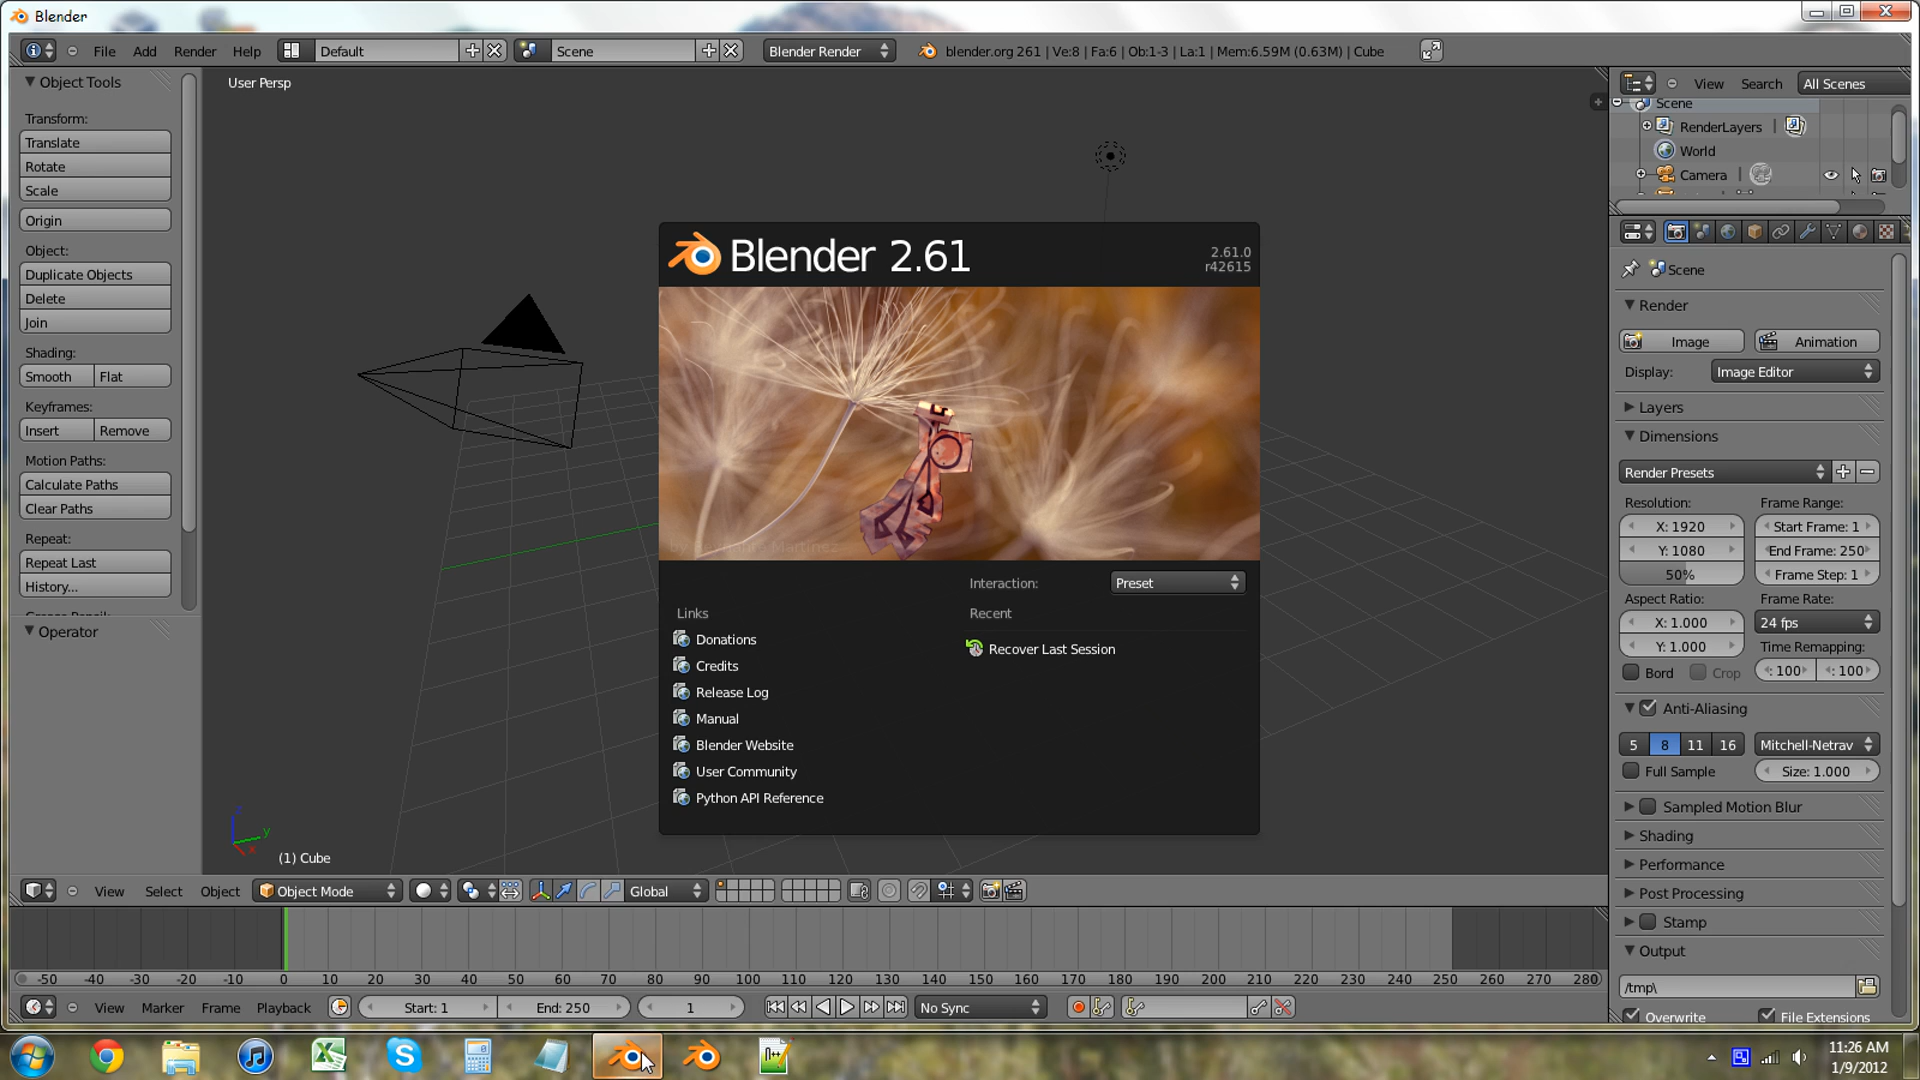 Blender
File Add Render Help Default Scene Blender Render blender.org 261 | Ve:8 | Fa:6 | Ob:1-3 | La:1 | Mem:6.59M (0.63M) | Cube
Object Tools
Transform:
Translate
Rotate
Scale
Origin
Object:
Duplicate Objects
Delete
Join
Shading:
Smooth Flat
Keyframes:
Insert Remove
Motion Paths:
Calculate Paths
Clear Paths
Repeat:
Repeat Last
History...
Operator
User Persp
Blender 2.61
2.61.0
r42615
Martinez
Interaction: Preset
Links
Donations
Credits
Release Log
Manual
Blender Website
User Community
Python API Reference
Recent
Recover Last Session
z
y
x
(1) Cube
View Search All Scenes
Scene
RenderLayers
World
Camera
Scene
Render
Image Animation
Display: Image Editor
Layers
Dimensions
Render Presets
Resolution: Frame Range:
X: 1920 Start Frame: 1
Y: 1080 End Frame: 250
50% Frame Step: 1
Aspect Ratio: Frame Rate:
X: 1.000 24 fps
Y: 1.000 Time Remapping:
Bord Crop : 100 : 100
Anti-Aliasing
5 8 11 16 Mitchell-Netrav
Full Sample Size: 1.000
Sampled Motion Blur
Shading
Performance
Post Processing
Stamp
Output
/tmp\
Overwrite File Extensions
View Select Object Object Mode Global
-50 -40 -30 -20 -10 0 10 20 30 40 50 60 70 80 90 100 110 120 130 140 150 160 170 180 190 200 210 220 230 240 250 260 270 280
View Marker Frame Playback Start: 1 End: 250 1 No Sync
11:26 AM
1/9/2012